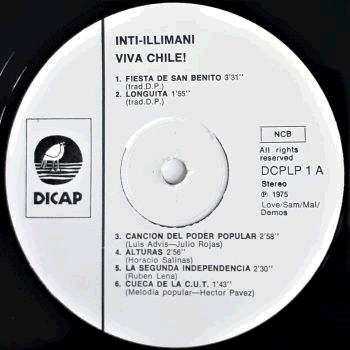 INTI-ILLIMANI
VIVA CHILE!
1. FIESTA DE SAN BENITO 3'31"
(trad.D.P.)
2. LONGUITA 1'55"
(trad.D.P.)
NCB
All rights
reserved
DCPLP 1 A
Stereo
℗ 1975
Love/Sam/Mal/
Demos
DICAP
3. CANCION DEL PODER POPULAR 2'58"
(Luis Advis—Julio Rojas)
4. ALTURAS 2'56"
(Horacio Salinas)
5. LA SEGUNDA INDEPENDENCIA 2'30"
(Ruben Lena)
6. CUECA DE LA C.U.T. 1'43"
(Melodia popular—Hector Pavez)